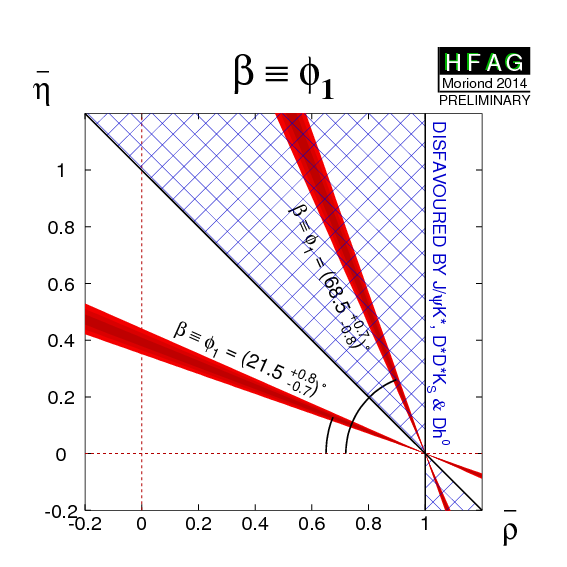 η̅
β ≡ ϕ₁
HFAG
Moriond 2014
PRELIMINARY
1
0.8
0.6
0.4
0.2
0
-0.2
β ≡ ϕ₁ = (68.5 +0.7 -0.8)°
β ≡ ϕ₁ = (21.5 +0.8 -0.7)°
DISFAVOURED BY J/ψK*, D*D*K_S & Dh⁰
-0.2 0 0.2 0.4 0.6 0.8 1
ρ̅